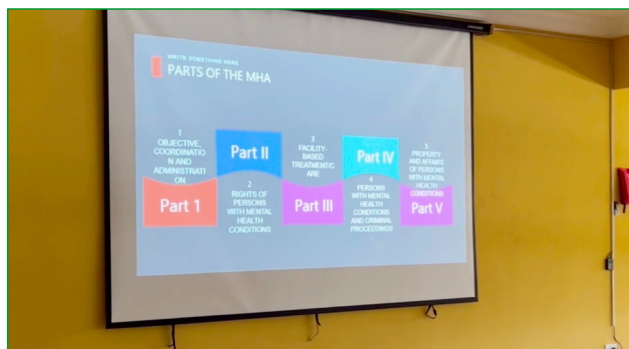 WRITE SOMETHING HERE
PARTS OF THE MHA
1
OBJECTIVE,
COORDINATIO
N AND
ADMINISTRATI
ON
Part 1
Part II
2
RIGHTS OF
PERSONS
WITH MENTAL
HEALTH
CONDITIONS
3
FACILITY-
BASED
TREATMENT/C
ARE
Part III
Part IV
4
PERSONS
WITH MENTAL
HEALTH
CONDITIONS
AND CRIMINAL
PROCEEDINGS
5
PROPERTY
AND AFFAIRS
OF PERSONS
WITH MENTAL
HEALTH
CONDITIONS
Part V